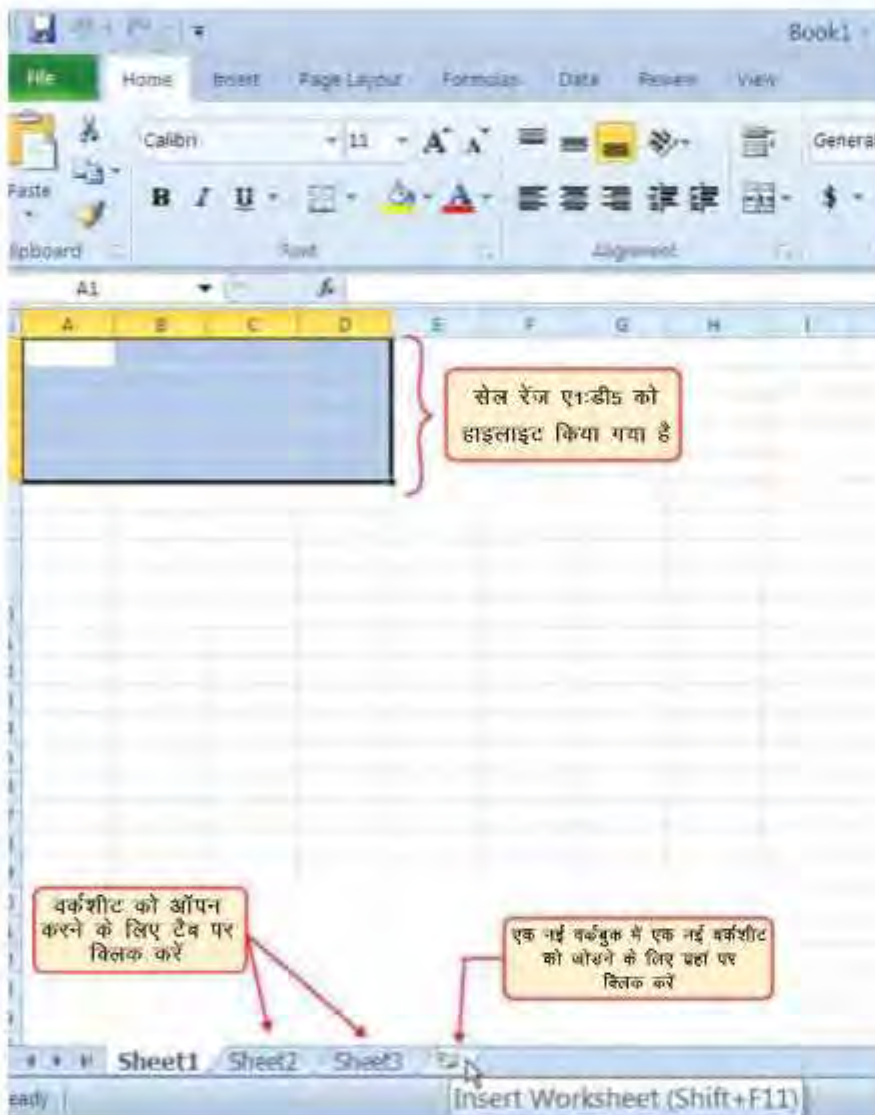 Book1 -
File Home Insert Page Layout Formulas Data Review View
Calibri 11 A A General
Paste B I U A $
Font Alignment
A1 fx
A B C D E F G H I
सेल रेंज ए1:डी5 को
हाइलाइट किया गया है
वर्कशीट को ऑपन
करने के लिए टैब पर
क्लिक करें
एक नई वर्कबुक में एक नई वर्कशीट
को जोड़ने के लिए यहां पर
क्लिक करें
Sheet1 Sheet2 Sheet3
Insert Worksheet (Shift+F11)